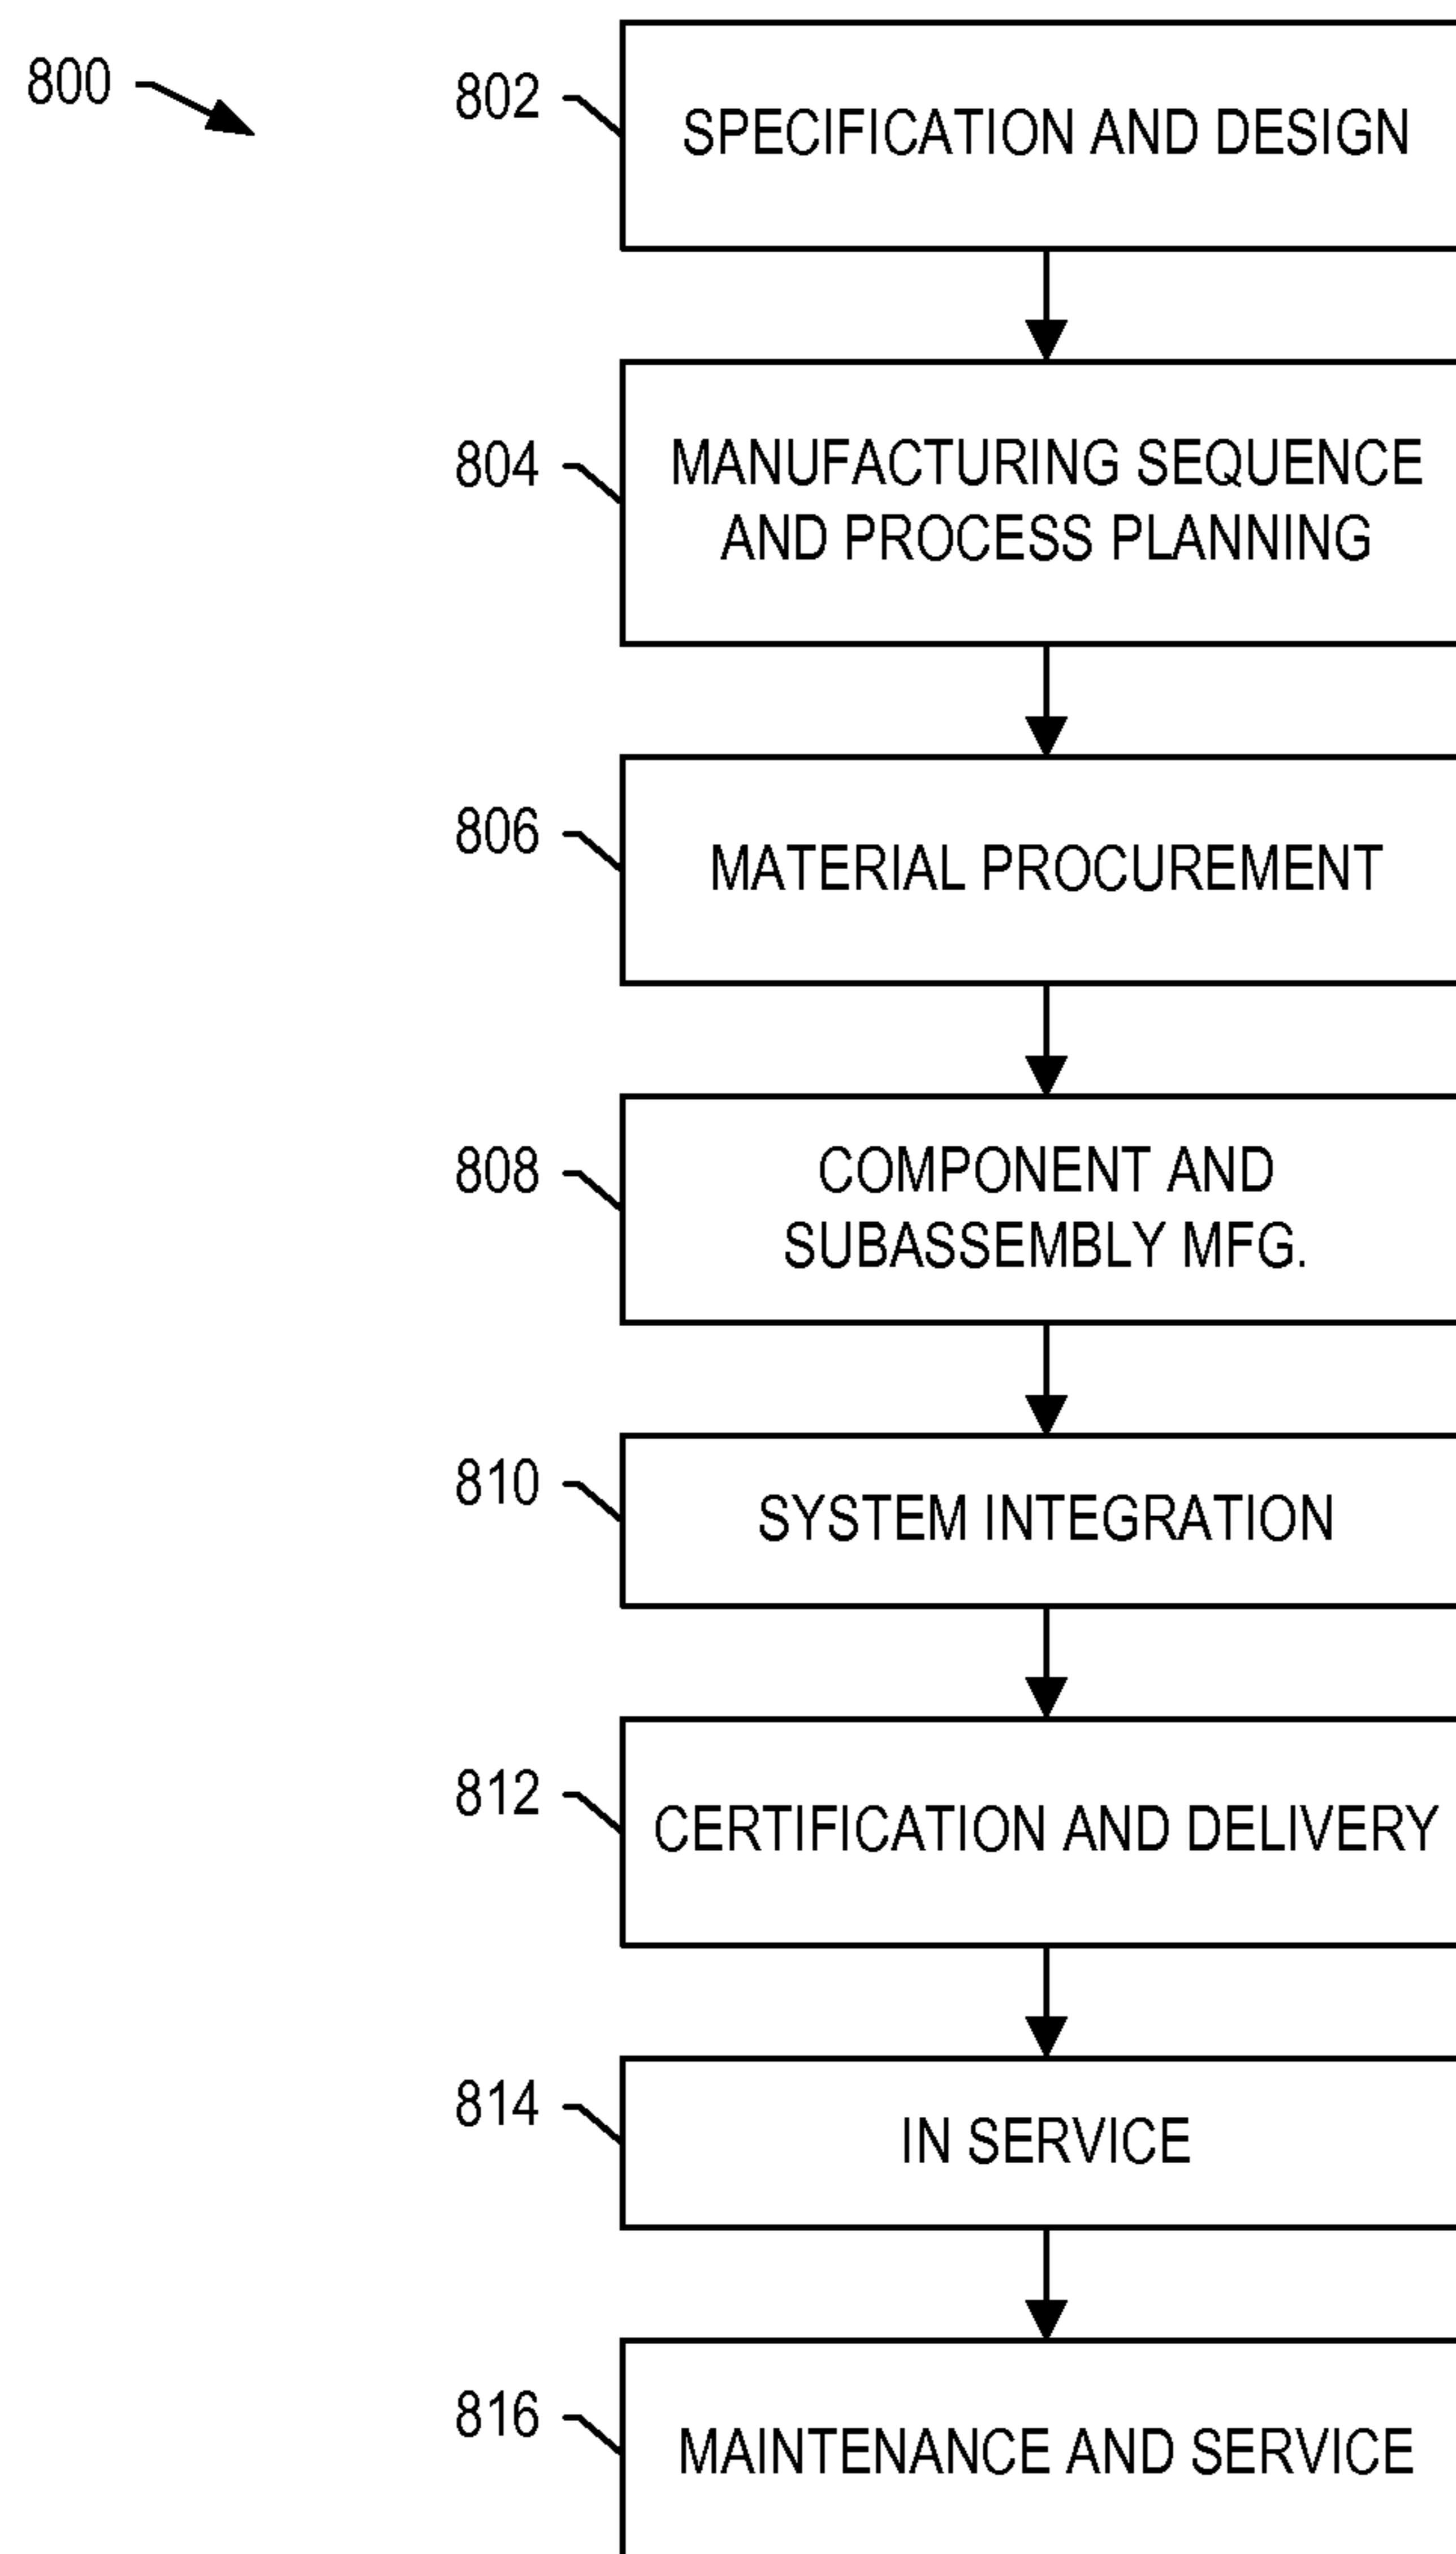 800
802
SPECIFICATION AND DESIGN
804
MANUFACTURING SEQUENCE
AND PROCESS PLANNING
806
MATERIAL PROCUREMENT
808
COMPONENT AND
SUBASSEMBLY MFG.
810
SYSTEM INTEGRATION
812
CERTIFICATION AND DELIVERY
814
IN SERVICE
816
MAINTENANCE AND SERVICE